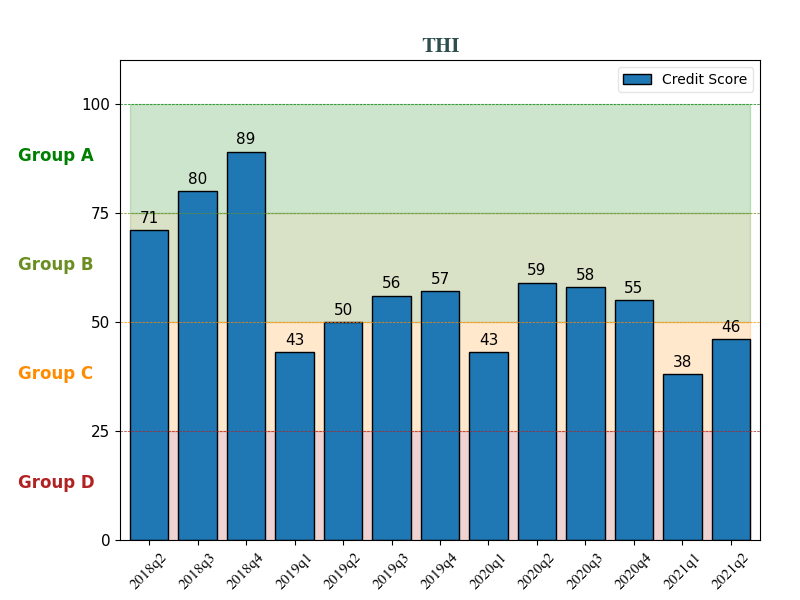 THI
Credit Score
100
75
50
25
0
Group A
Group B
Group C
Group D
71
80
89
43
50
56
57
43
59
58
55
38
46
2018q2
2018q3
2018q4
2019q1
2019q2
2019q3
2019q4
2020q1
2020q2
2020q3
2020q4
2021q1
2021q2